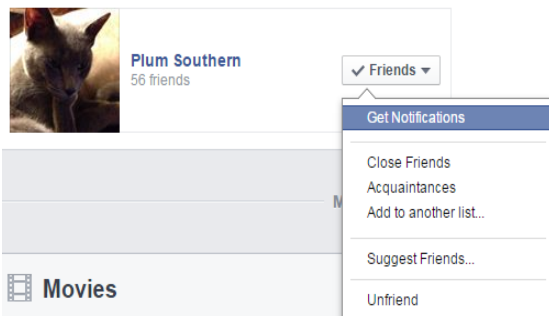 Plum Southern
56 friends
Friends
Get Notifications
Close Friends
Acquaintances
Add to another list...
Suggest Friends...
Unfriend
Movies